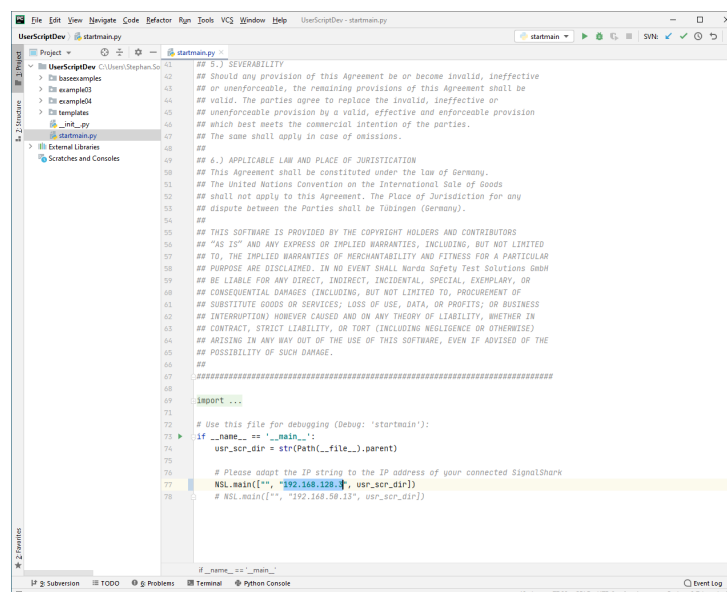 File Edit View Navigate Code Refactor Run Tools VCS Window Help UserScriptDev - startmain.py
UserScriptDev startmain.py startmain SVN:
Project startmain.py
1: Project
2: Structure
UserScriptDev C:\Users\Stephan.So
baseexamples
example03
example04
templates
__init__.py
startmain.py
External Libraries
Scratches and Consoles
41 ## 5.) SEVERABILITY
42 ## Should any provision of this Agreement be or become invalid, ineffective
43 ## or unenforceable, the remaining provisions of this Agreement shall be
44 ## valid. The parties agree to replace the invalid, ineffective or
45 ## unenforceable provision by a valid, effective and enforceable provision
46 ## which best meets the commercial intention of the parties.
47 ## The same shall apply in case of omissions.
48 ##
49 ## 6.) APPLICABLE LAW AND PLACE OF JURISTICATION
50 ## This Agreement shall be constituted under the law of Germany.
51 ## The United Nations Convention on the International Sale of Goods
52 ## shall not apply to this Agreement. The Place of Jurisdiction for any
53 ## dispute between the Parties shall be Tübingen (Germany).
54 ##
55 ## THIS SOFTWARE IS PROVIDED BY THE COPYRIGHT HOLDERS AND CONTRIBUTORS
56 ## "AS IS" AND ANY EXPRESS OR IMPLIED WARRANTIES, INCLUDING, BUT NOT LIMITED
57 ## TO, THE IMPLIED WARRANTIES OF MERCHANTABILITY AND FITNESS FOR A PARTICULAR
58 ## PURPOSE ARE DISCLAIMED. IN NO EVENT SHALL Narda Safety Test Solutions GmbH
59 ## BE LIABLE FOR ANY DIRECT, INDIRECT, INCIDENTAL, SPECIAL, EXEMPLARY, OR
60 ## CONSEQUENTIAL DAMAGES (INCLUDING, BUT NOT LIMITED TO, PROCUREMENT OF
61 ## SUBSTITUTE GOODS OR SERVICES; LOSS OF USE, DATA, OR PROFITS; OR BUSINESS
62 ## INTERRUPTION) HOWEVER CAUSED AND ON ANY THEORY OF LIABILITY, WHETHER IN
63 ## CONTRACT, STRICT LIABILITY, OR TORT (INCLUDING NEGLIGENCE OR OTHERWISE)
64 ## ARISING IN ANY WAY OUT OF THE USE OF THIS SOFTWARE, EVEN IF ADVISED OF THE
65 ## POSSIBILITY OF SUCH DAMAGE.
66 ##
67 ################################################################################
68
69 import ...
71
72 # Use this file for debugging (Debug: 'startmain'):
73 if __name__ == '__main__':
74 usr_scr_dir = str(Path(__file__).parent)
75
76 # Please adapt the IP string to the IP address of your connected SignalShark
77 NSL.main(["", "192.168.128.3", usr_scr_dir])
78 # NSL.main(["", "192.168.50.13", usr_scr_dir])
2: Favorites
if __name__ == '__main__'
9: Subversion TODO 6: Problems Terminal Python Console Event Log